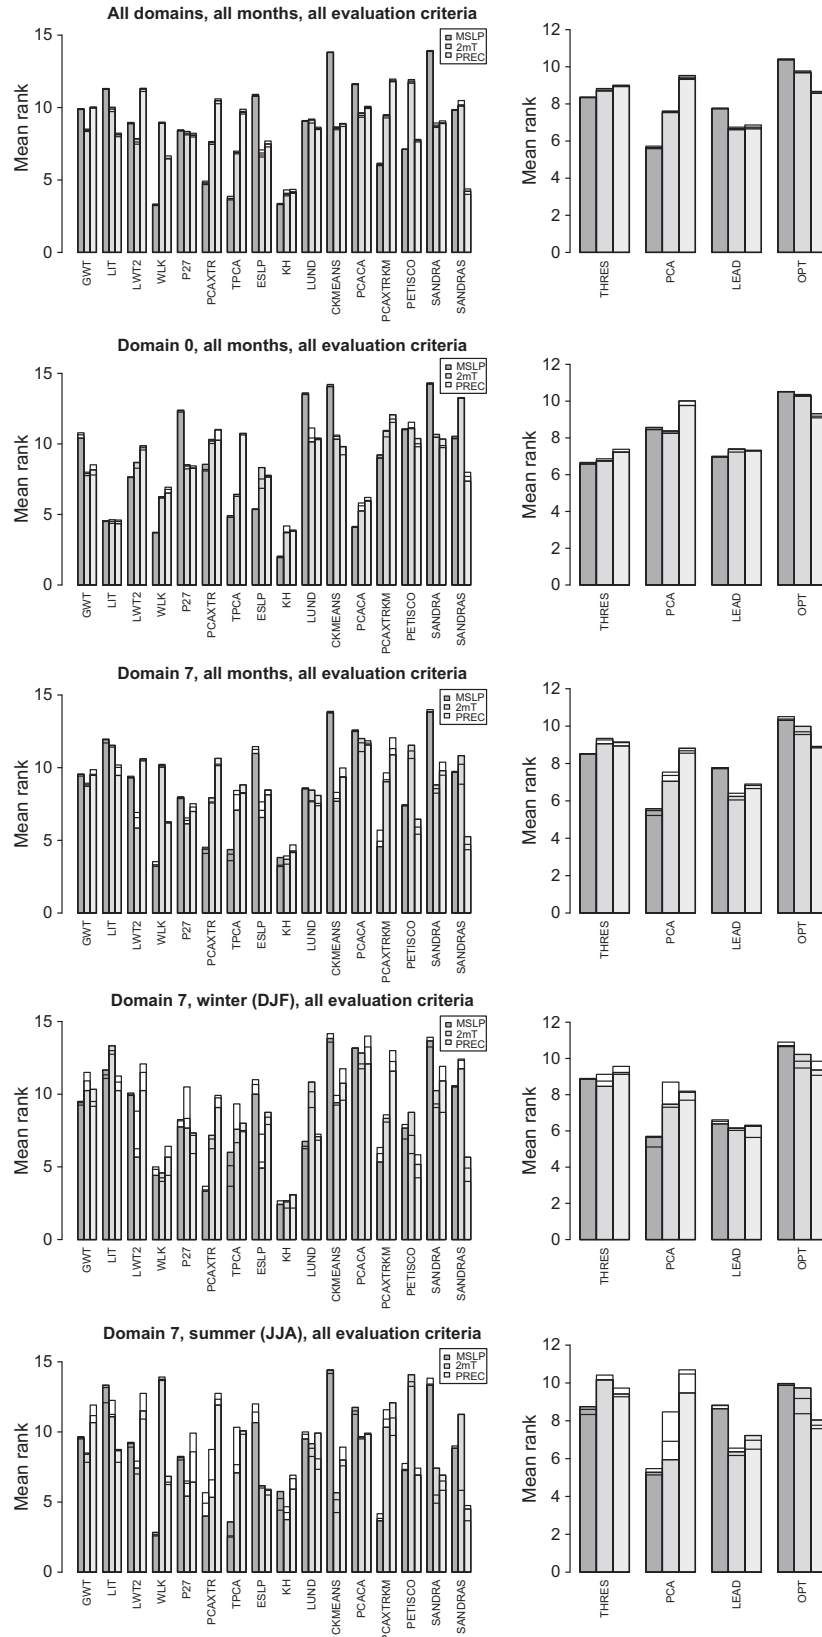 All domains, all months, all evaluation criteria
15
10
5
0
Mean rank
MSLP
2mT
PREC
GWT
LIT
LWT2
WLK
P27
PCAXTR
TPCA
ESLP
KH
LUND
CKMEANS
PCACA
PCAXTRKM
PETISCO
SANDRA
SANDRAS
12
10
8
6
4
2
0
Mean rank
THRES
PCA
LEAD
OPT
Domain 0, all months, all evaluation criteria
15
10
5
0
Mean rank
MSLP
2mT
PREC
GWT
LIT
LWT2
WLK
P27
PCAXTR
TPCA
ESLP
KH
LUND
CKMEANS
PCACA
PCAXTRKM
PETISCO
SANDRA
SANDRAS
12
10
8
6
4
2
0
Mean rank
THRES
PCA
LEAD
OPT
Domain 7, all months, all evaluation criteria
15
10
5
0
Mean rank
MSLP
2mT
PREC
GWT
LIT
LWT2
WLK
P27
PCAXTR
TPCA
ESLP
KH
LUND
CKMEANS
PCACA
PCAXTRKM
PETISCO
SANDRA
SANDRAS
12
10
8
6
4
2
0
Mean rank
THRES
PCA
LEAD
OPT
Domain 7, winter (DJF), all evaluation criteria
15
10
5
0
Mean rank
MSLP
2mT
PREC
GWT
LIT
LWT2
WLK
P27
PCAXTR
TPCA
ESLP
KH
LUND
CKMEANS
PCACA
PCAXTRKM
PETISCO
SANDRA
SANDRAS
12
10
8
6
4
2
0
Mean rank
THRES
PCA
LEAD
OPT
Domain 7, summer (JJA), all evaluation criteria
15
10
5
0
Mean rank
MSLP
2mT
PREC
GWT
LIT
LWT2
WLK
P27
PCAXTR
TPCA
ESLP
KH
LUND
CKMEANS
PCACA
PCAXTRKM
PETISCO
SANDRA
SANDRAS
12
10
8
6
4
2
0
Mean rank
THRES
PCA
LEAD
OPT